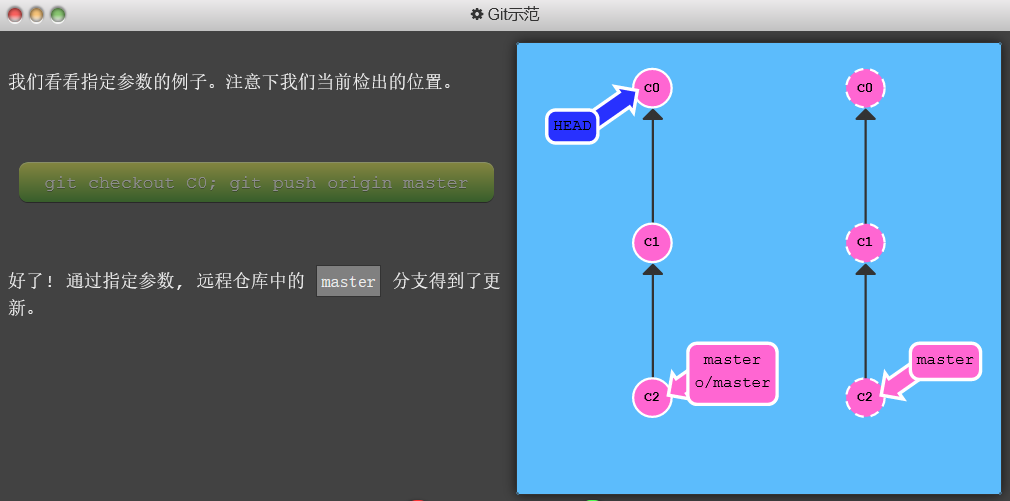 Git示范
我们看看指定参数的例子。注意下我们当前检出的位置。
git checkout C0; git push origin master
好了! 通过指定参数, 远程仓库中的 master 分支得到了更
新。
c0
HEAD
c1
master
o/master
c2
c0
c1
master
c2